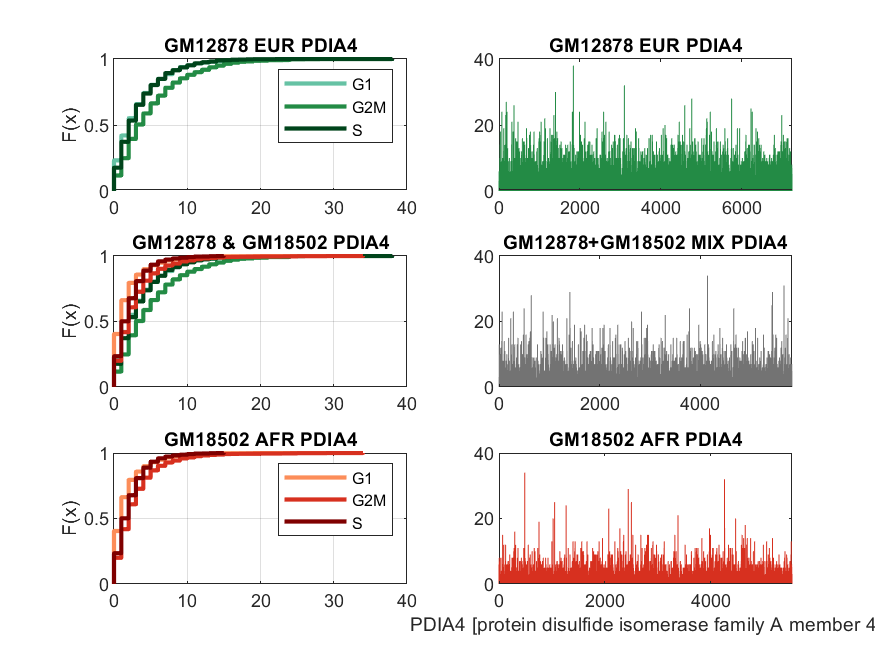 GM12878 EUR PDIA4
F(x)
1
0.5
0
0 10 20 30 40
G1
G2M
S
GM12878 EUR PDIA4
40
20
0
0 2000 4000 6000
GM12878 & GM18502 PDIA4
F(x)
1
0.5
0
0 10 20 30 40
GM12878+GM18502 MIX PDIA4
40
20
0
0 2000 4000
GM18502 AFR PDIA4
F(x)
1
0.5
0
0 10 20 30 40
G1
G2M
S
GM18502 AFR PDIA4
40
20
0
0 2000 4000
PDIA4 [protein disulfide isomerase family A member 4